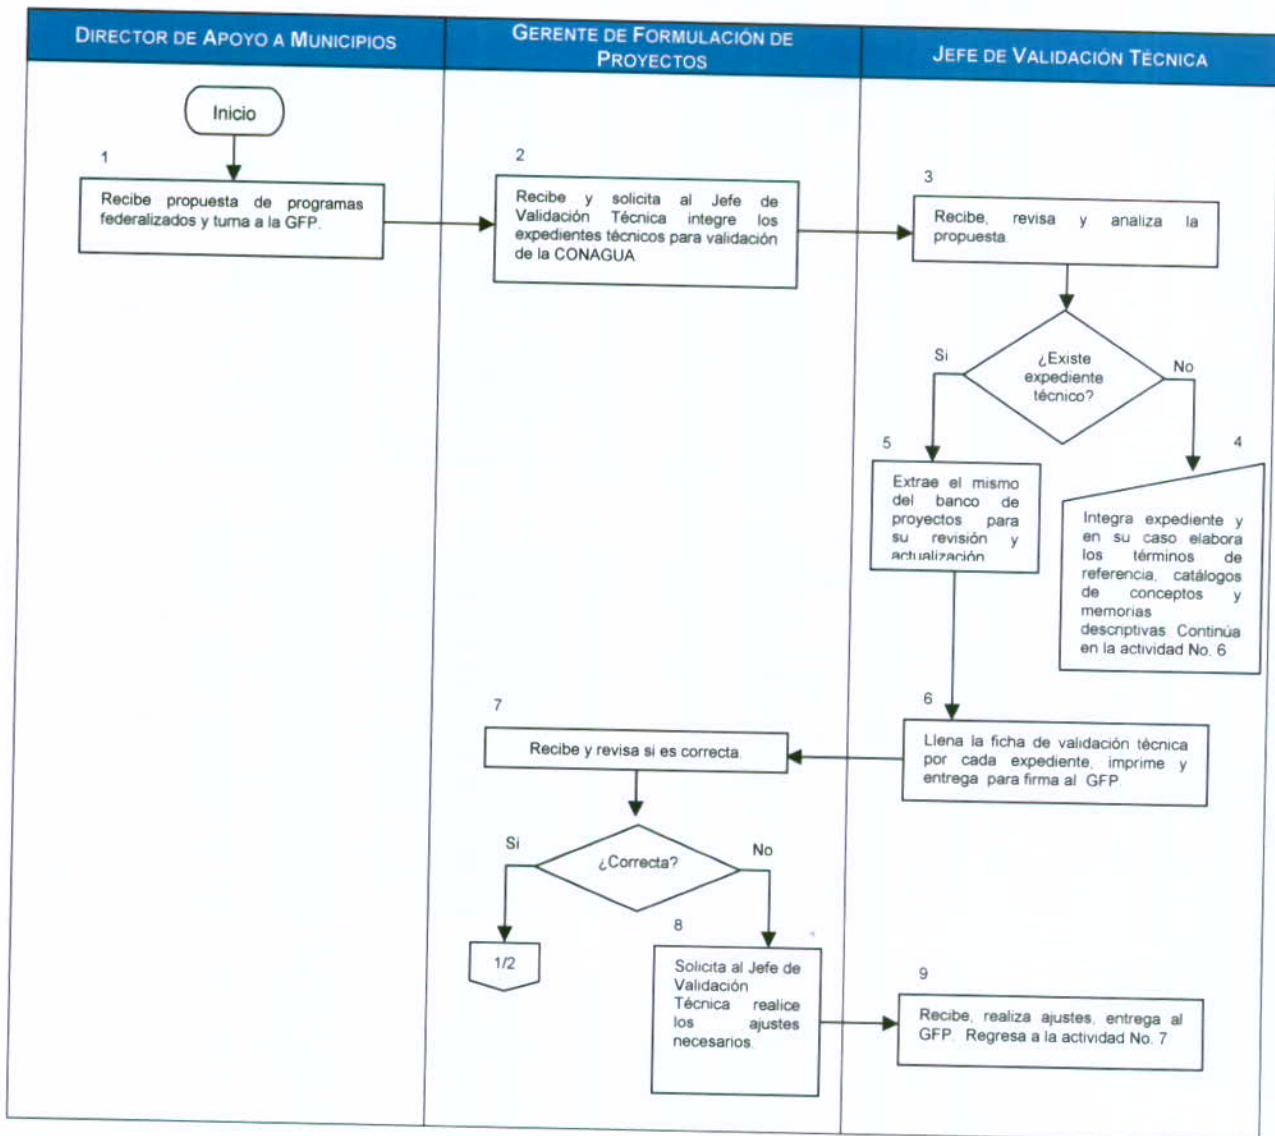 DIRECTOR DE APOYO A MUNICIPIOS
GERENTE DE FORMULACIÓN DE
PROYECTOS
JEFE DE VALIDACIÓN TÉCNICA
Inicio
1
Recibe propuesta de programas
federalizados y turna a la GFP.
2
Recibe y solicita al Jefe de
Validación Técnica integre los
expedientes técnicos para validación
de la CONAGUA
3
Recibe, revisa y analiza la
propuesta.
¿Existe
expediente
técnico?
Si
No
5
Extrae el mismo
del banco de
proyectos para
su revisión y
actualización
4
Integra expediente y
en su caso elabora
los términos de
referencia, catálogos
de conceptos y
memorias
descriptivas. Continúa
en la actividad No. 6
6
Llena la ficha de validación técnica
por cada expediente, imprime y
entrega para firma al GFP.
7
Recibe y revisa si es correcta.
¿Correcta?
Si
No
1/2
8
Solicita al Jefe de
Validación
Técnica realice
los ajustes
necesarios.
9
Recibe, realiza ajustes, entrega al
GFP. Regresa a la actividad No. 7